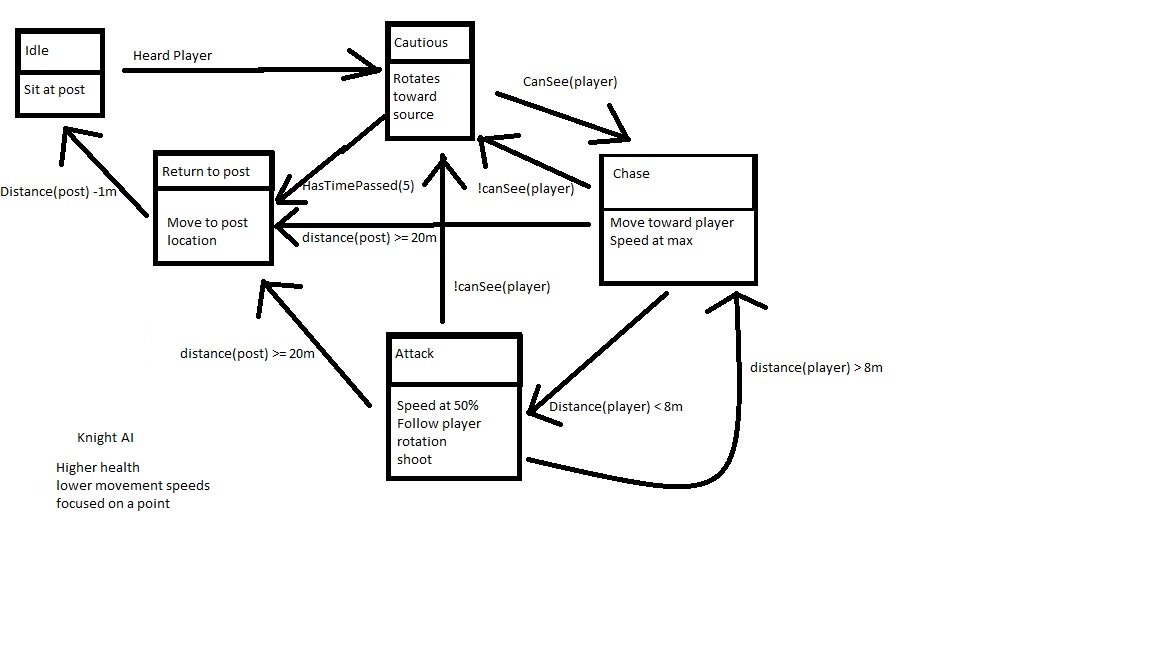 Idle
Sit at post
Heard Player
Cautious
Rotates
toward
source
CanSee(player)
Return to post
Move to post
location
Distance(post) -1m
HasTimePassed(5)
!canSee(player)
distance(post) >= 20m
Chase
Move toward player
Speed at max
!canSee(player)
distance(post) >= 20m
Attack
Speed at 50%
Follow player
rotation
shoot
Distance(player) < 8m
distance(player) > 8m
Knight AI
Higher health
lower movement speeds
focused on a point